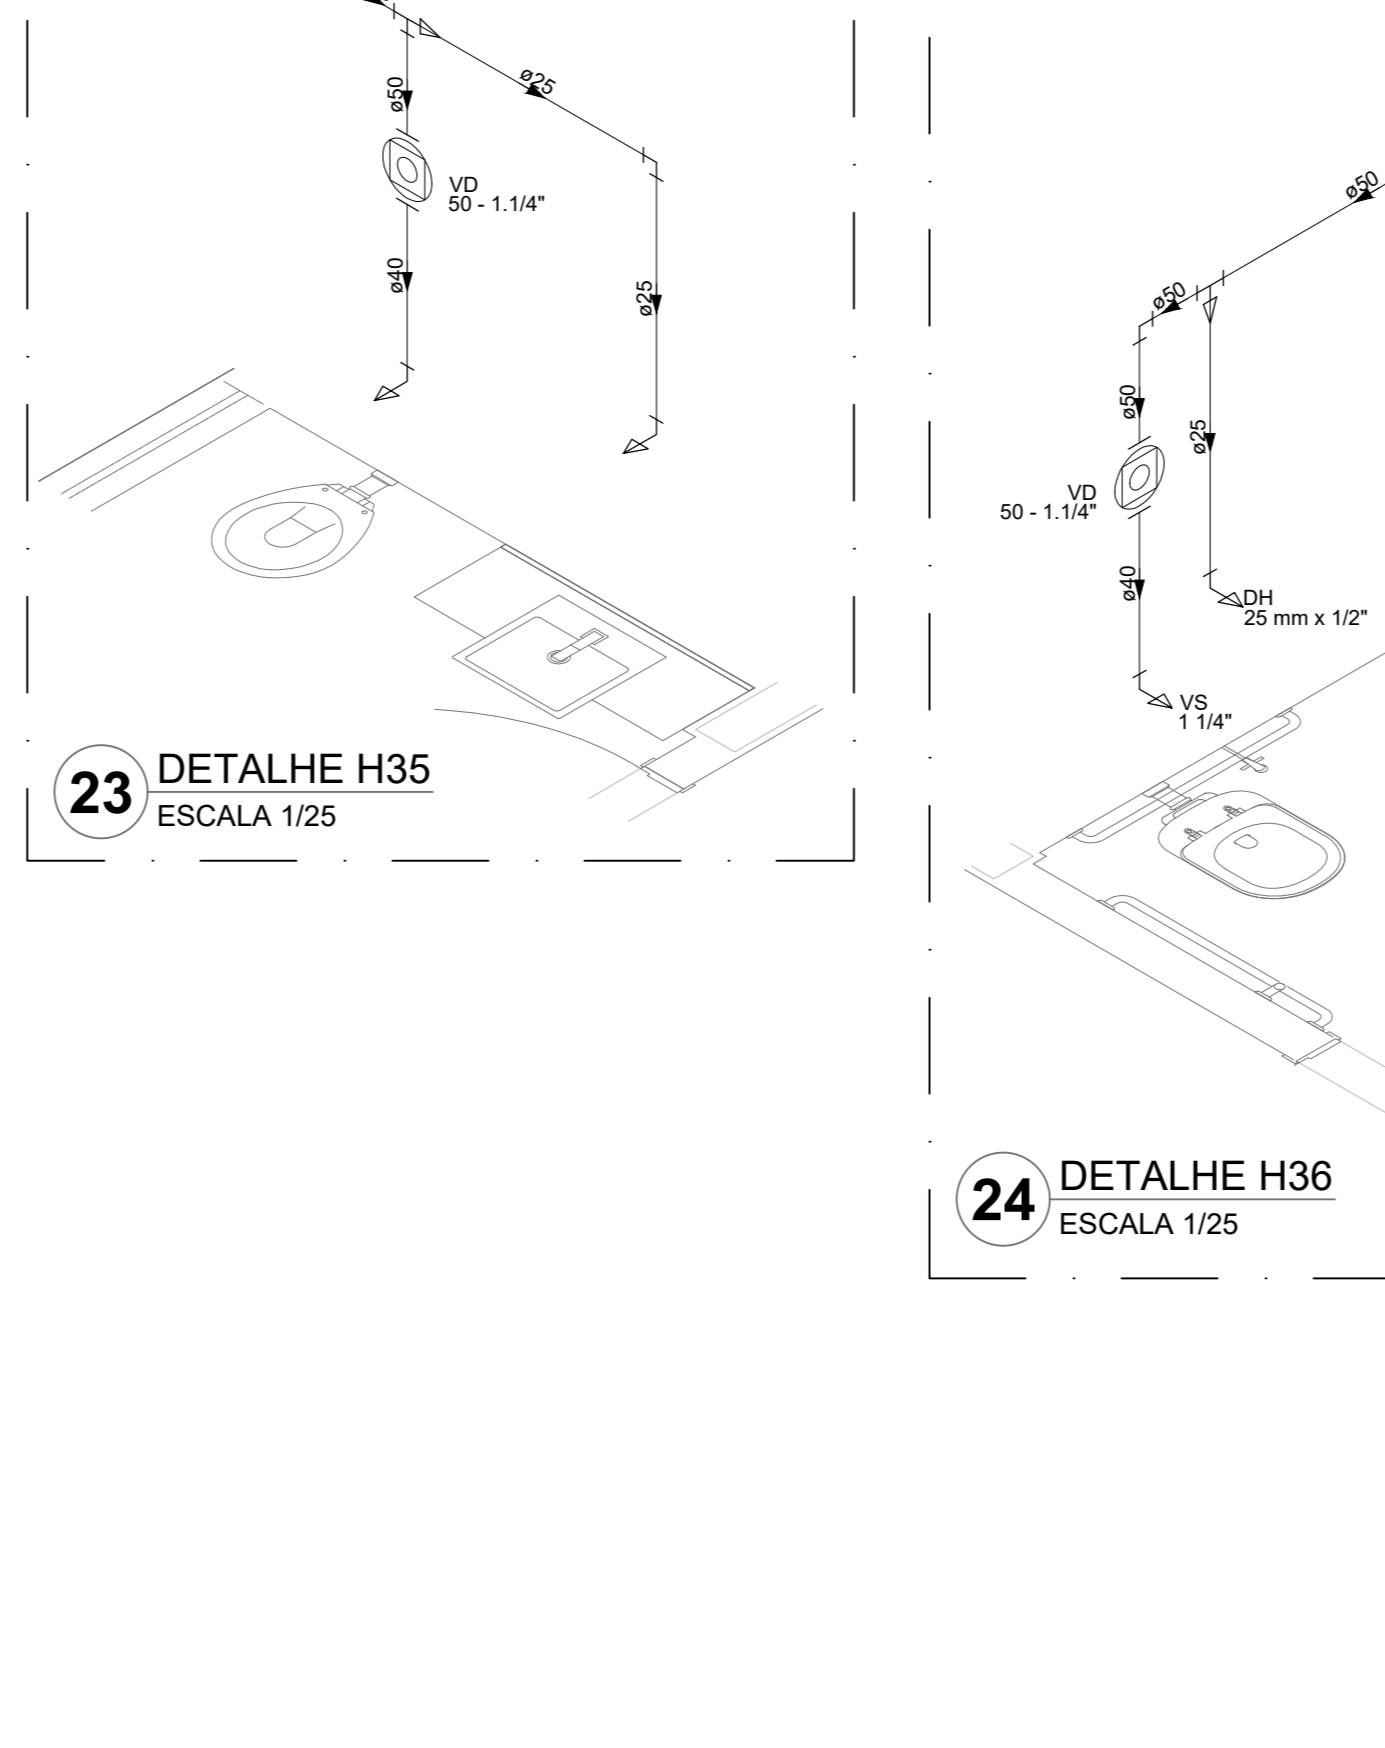 ø25
ø50
VD
50 - 1.1/4"
ø40
ø25
23
DETALHE H35
ESCALA 1/25
ø50
ø50
ø50
ø25
VD
50 - 1.1/4"
ø40
DH
25 mm x 1/2"
VS
1 1/4"
24
DETALHE H36
ESCALA 1/25